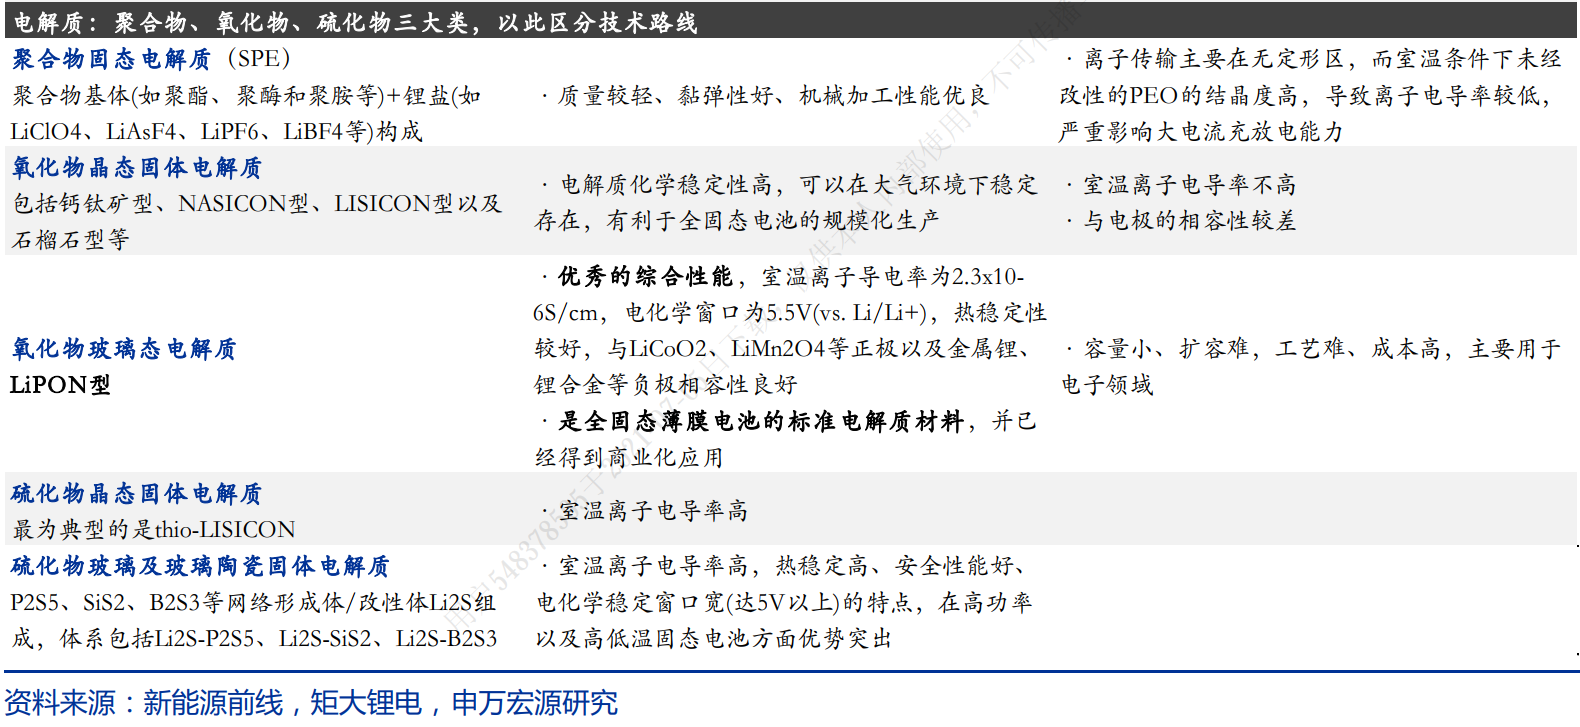 电解质：聚合物、氧化物、硫化物三大类，以此区分技术路线
聚合物固态电解质（SPE）
聚合物基体(如聚酯、聚酶和聚胺等)+锂盐(如
LiClO4、LiAsF4、LiPF6、LiBF4等)构成
· 质量较轻、黏弹性好、机械加工性能优良
· 离子传输主要在无定形区，而室温条件下未经
改性的PEO的结晶度高，导致离子电导率较低，
严重影响大电流充放电能力
氧化物晶态固体电解质
包括钙钛矿型、NASICON型、LISICON型以及
石榴石型等
· 电解质化学稳定性高，可以在大气环境下稳定
存在，有利于全固态电池的规模化生产
· 室温离子电导率不高
· 与电极的相容性较差
氧化物玻璃态电解质
LiPON型
· 优秀的综合性能，室温离子导电率为2.3x10-
6S/cm，电化学窗口为5.5V(vs. Li/Li+)，热稳定性
较好，与LiCoO2、LiMn2O4等正极以及金属锂、
锂合金等负极相容性良好
· 是全固态薄膜电池的标准电解质材料，并已
经得到商业化应用
· 容量小、扩容难，工艺难、成本高，主要用于
电子领域
硫化物晶态固体电解质
最为典型的是thio-LISICON
· 室温离子电导率高
硫化物玻璃及玻璃陶瓷固体电解质
P2S5、SiS2、B2S3等网络形成体/改性体Li2S组
成，体系包括Li2S-P2S5、Li2S-SiS2、Li2S-B2S3
· 室温离子电导率高，热稳定高、安全性能好、
电化学稳定窗口宽(达5V以上)的特点，在高功率
以及高低温固态电池方面优势突出
资料来源：新能源前线，矩大锂电，申万宏源研究